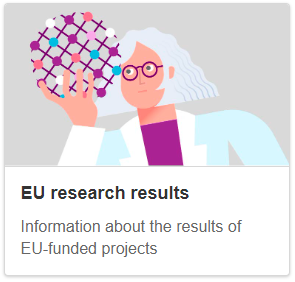 EU research results
Information about the results of
EU-funded projects